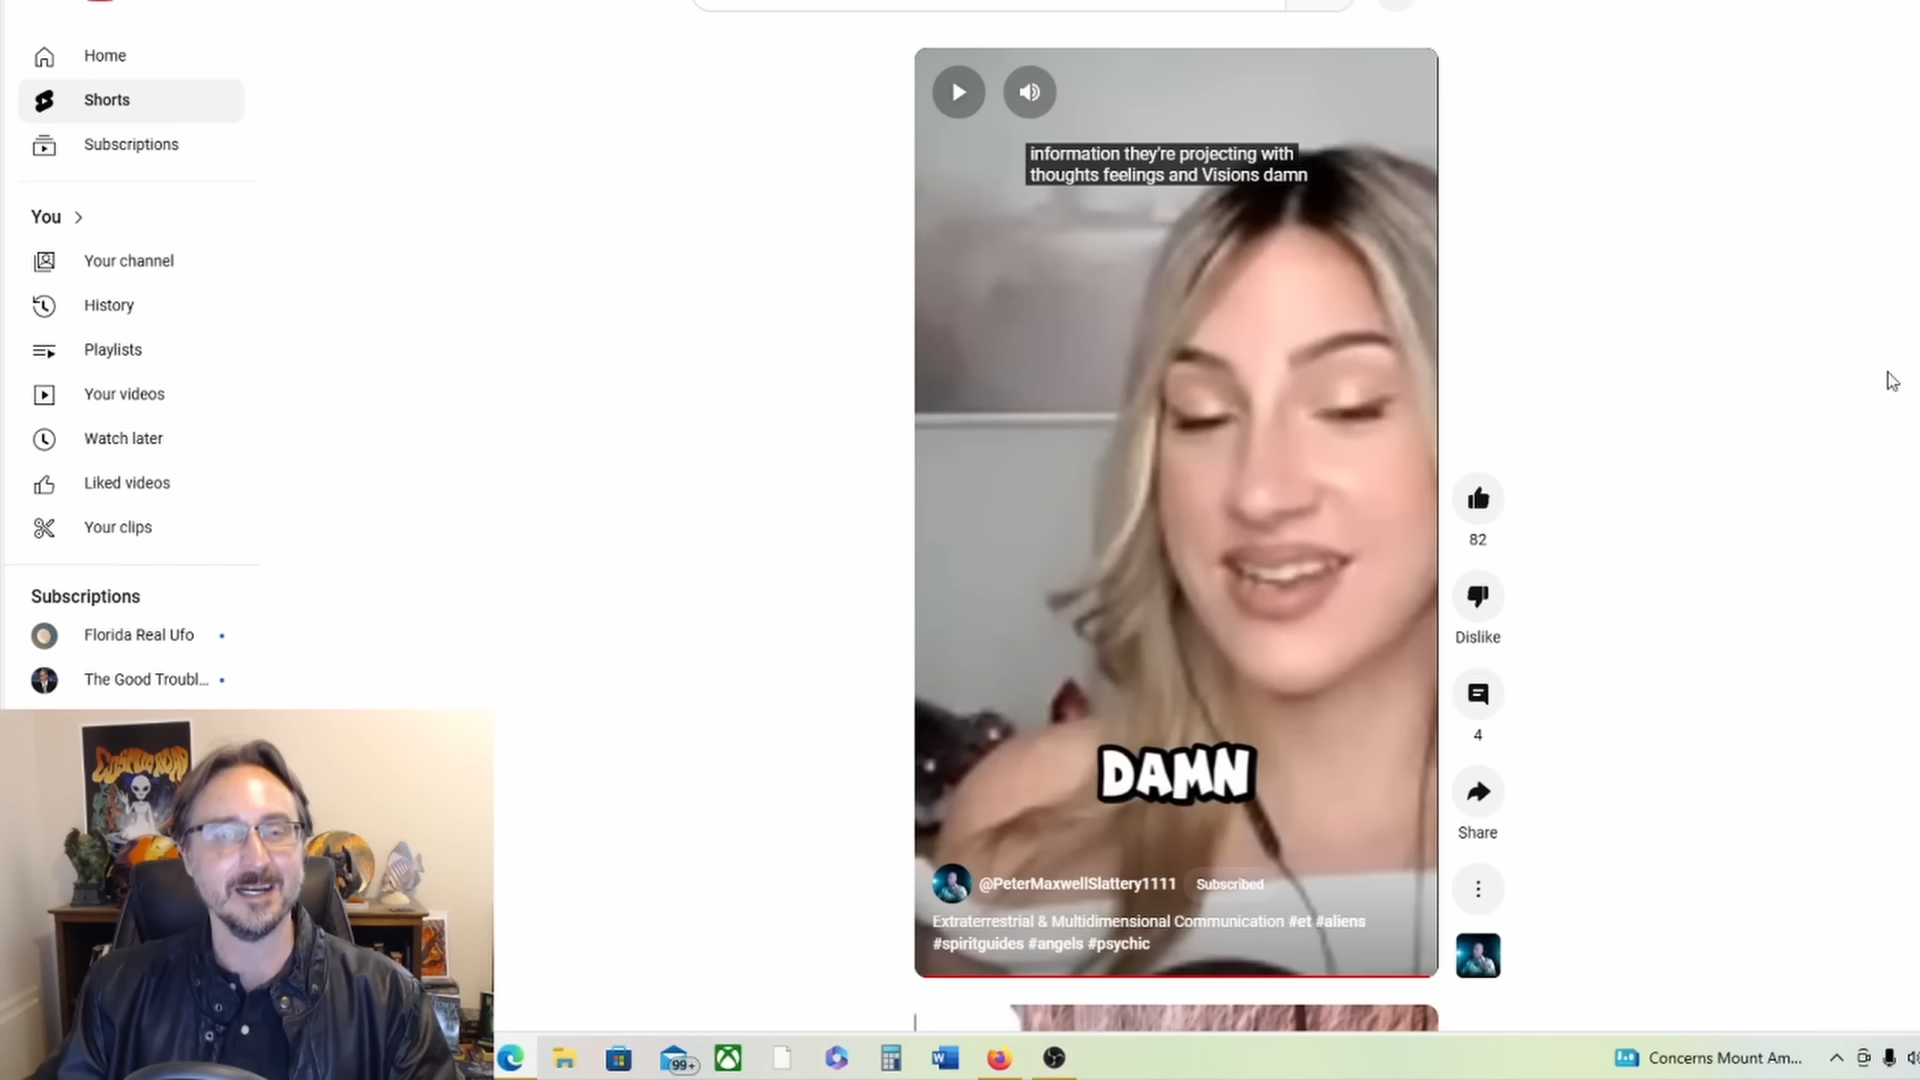 Home
Shorts
Subscriptions
You
Your channel
History
Playlists
Your videos
Watch later
Liked videos
Your clips
Subscriptions
Florida Real Ufo
The Good Troubl...
information they're projecting with
thoughts feelings and Visions damn
DAMN
@PeterMaxwellSlattery1111 Subscribed
Extraterrestrial & Multidimensional Communication #et #aliens
#spiritguides #angels #psychic
82
Dislike
4
Share
COSMIC ROAD
99+
Concerns Mount Am...